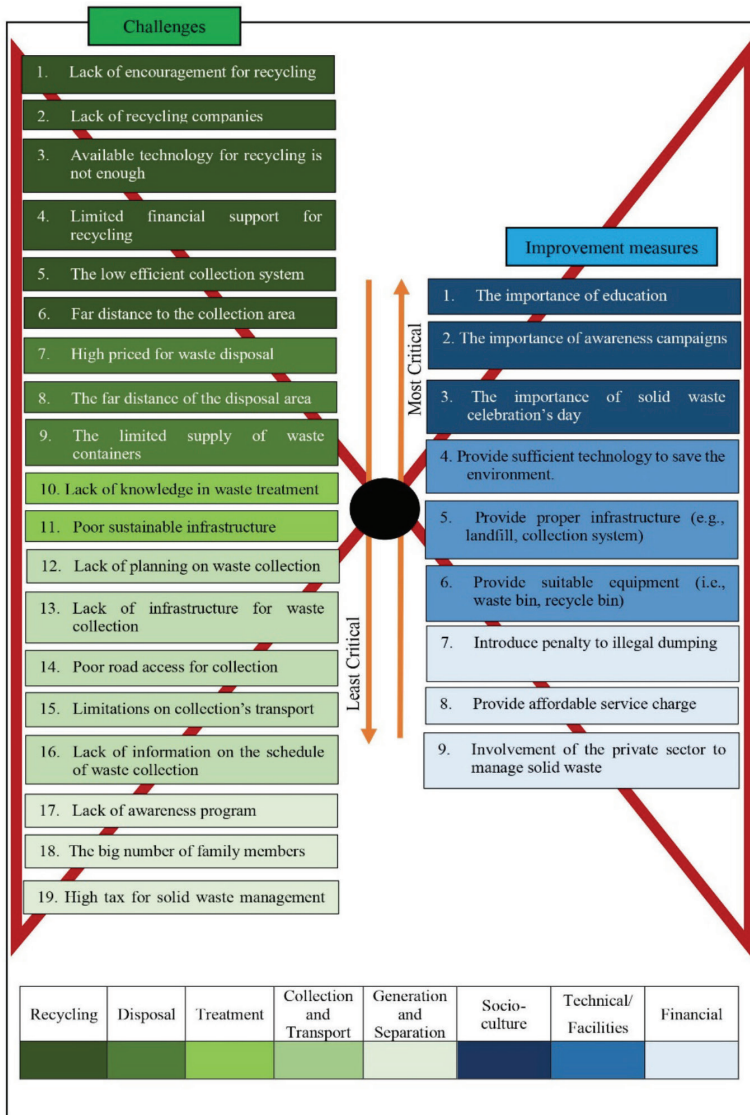 Challenges
1. Lack of encouragement for recycling
2. Lack of recycling companies
3. Available technology for recycling is
not enough
4. Limited financial support for
recycling
5. The low efficient collection system
6. Far distance to the collection area
7. High priced for waste disposal
8. The far distance of the disposal area
9. The limited supply of waste
containers
10. Lack of knowledge in waste treatment
11. Poor sustainable infrastructure
12. Lack of planning on waste collection
13. Lack of infrastructure for waste
collection
14. Poor road access for collection
15. Limitations on collection's transport
16. Lack of information on the schedule
of waste collection
17. Lack of awareness program
18. The big number of family members
19. High tax for solid waste management
Least Critical
Most Critical
Improvement measures
1. The importance of education
2. The importance of awareness campaigns
3. The importance of solid waste
celebration's day
4. Provide sufficient technology to save the
environment.
5. Provide proper infrastructure (e.g.,
landfill, collection system)
6. Provide suitable equipment (i.e.,
waste bin, recycle bin)
7. Introduce penalty to illegal dumping
8. Provide affordable service charge
9. Involvement of the private sector to
manage solid waste
Recycling
Disposal
Treatment
Collection
and
Transport
Generation
and
Separation
Socio-
culture
Technical/
Facilities
Financial